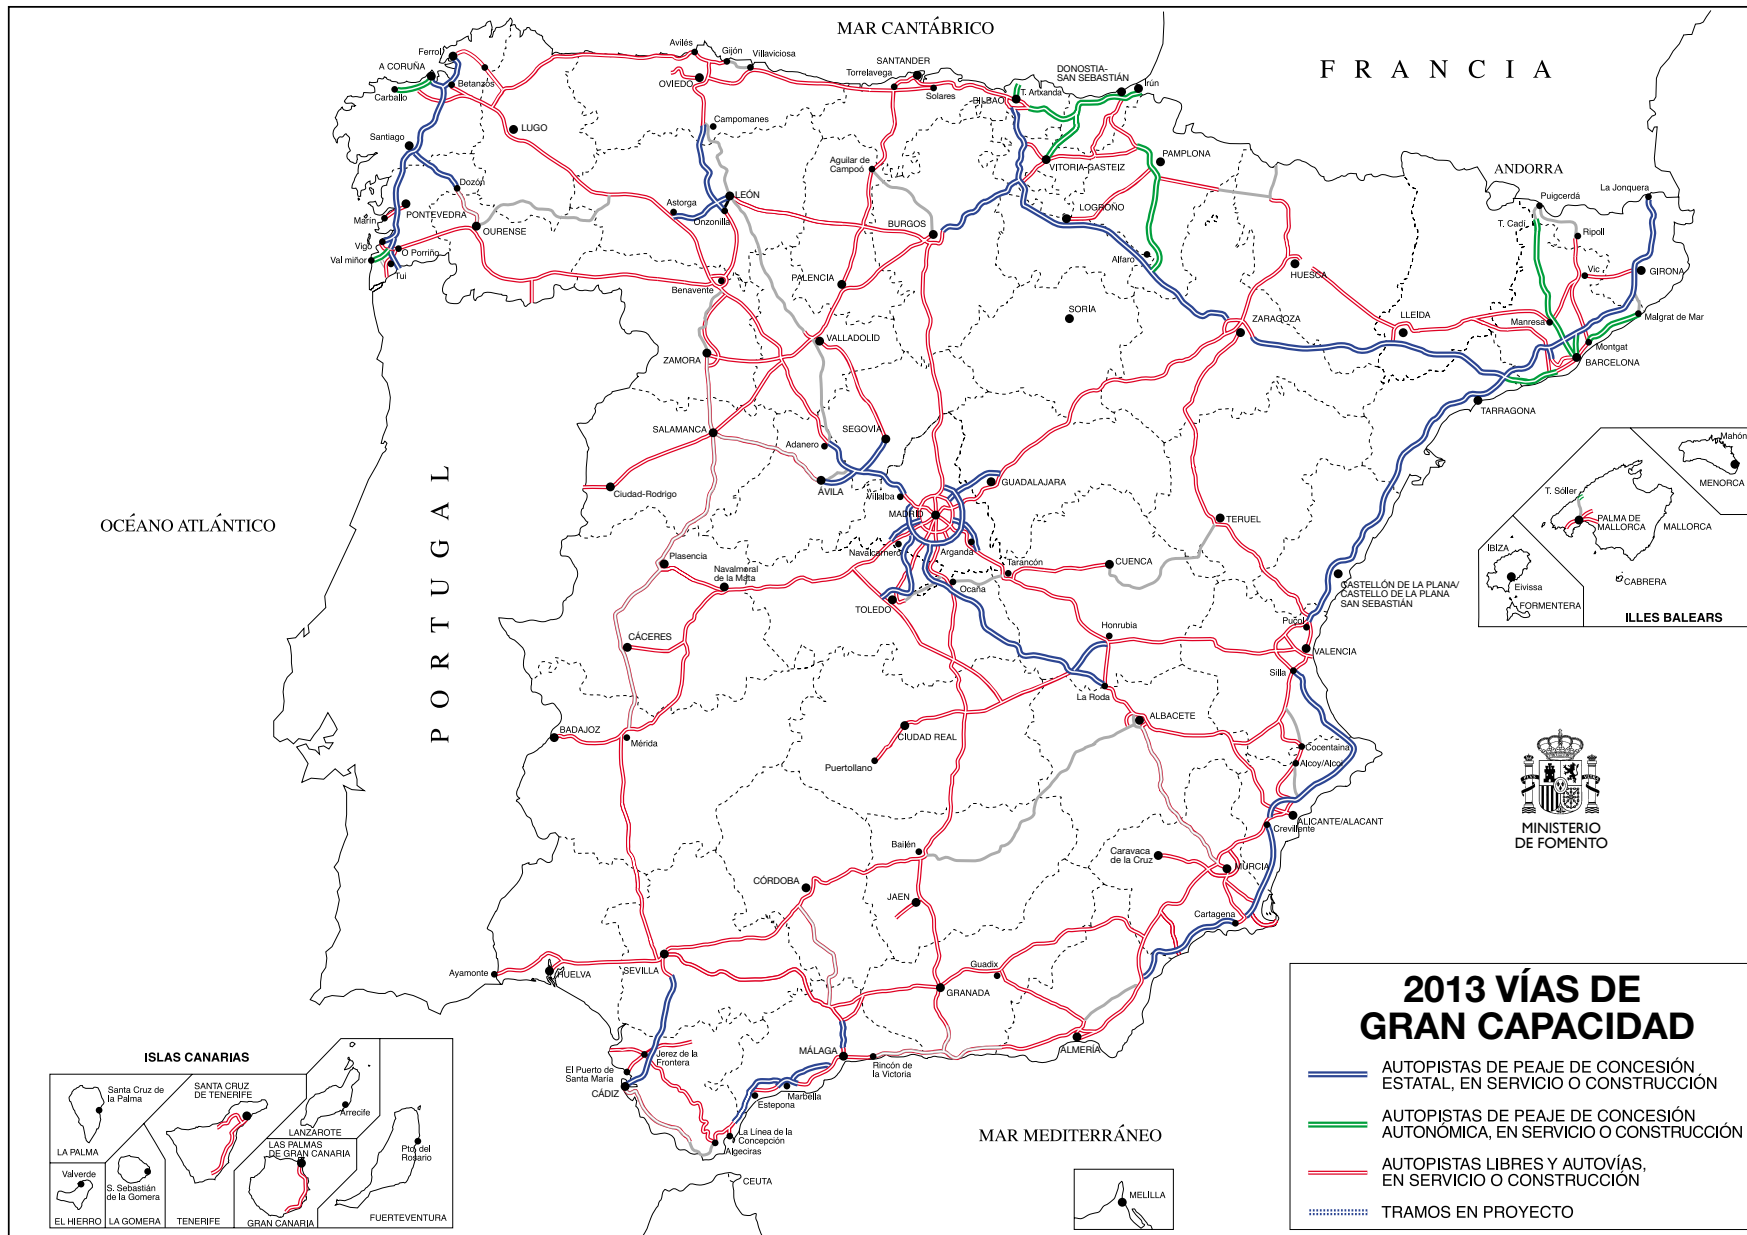 MAR CANTÁBRICO
FRANCIA
Ferrol
A CORUÑA
Betanzos
Carballo
Avilés
Gijón
Villaviciosa
OVIEDO
SANTANDER
Torrelavega
Solares
DONOSTIA-
SAN SEBASTIÁN
Irún
T. Artxanda
BILBAO
LUGO
Campomanes
Santiago
Dozón
Aguilar de
Campoó
VITORIA-GASTEIZ
PAMPLONA
ANDORRA
Puigcerdá
La Jonquera
T. Cadí
Ripoll
PONTEVEDRA
Marín
OURENSE
Vigo
O Porriño
Val miñor
Tui
Astorga
LEÓN
Onzonilla
BURGOS
LOGROÑO
Alfaro
HUESCA
Vic
GIRONA
Benavente
PALENCIA
SORIA
ZARAGOZA
LLEIDA
Manresa
Malgrat de Mar
Montgat
BARCELONA
TARRAGONA
ZAMORA
VALLADOLID
SALAMANCA
SEGOVIA
Adanero
ÁVILA
Ciudad-Rodrigo
Villalba
MADRID
GUADALAJARA
Navalcarnero
Arganda
Tarancón
TERUEL
CUENCA
OCÉANO ATLÁNTICO
PORTUGAL
Plasencia
Navalmoral
de la Mata
TOLEDO
Ocaña
CASTELLÓN DE LA PLANA/
CASTELLO DE LA PLANA
SAN SEBASTIÁN
Mahón
MENORCA
T. Sóller
PALMA DE
MALLORCA
MALLORCA
IBIZA
Eivissa
CABRERA
FORMENTERA
ILLES BALEARS
CÁCERES
Honrubia
Puçol
VALENCIA
Silla
La Roda
BADAJOZ
Mérida
CIUDAD REAL
Puertollano
ALBACETE
Cocentaina
Alcoy/Alcoi
ALICANTE/ALACANT
Crevillente
MINISTERIO
DE FOMENTO
Bailén
Caravaca
de la Cruz
MURCIA
CÓRDOBA
JAEN
Cartagena
Ayamonte
HUELVA
SEVILLA
Guadix
GRANADA
ALMERÍA
MÁLAGA
Rincón de
la Victoria
Jerez de la
Frontera
El Puerto de
Santa María
CÁDIZ
Marbella
Estepona
La Línea de la
Concepción
Algeciras
CEUTA
MELILLA
MAR MEDITERRÁNEO
ISLAS CANARIAS
Santa Cruz de
la Palma
LA PALMA
SANTA CRUZ
DE TENERIFE
TENERIFE
Arrecife
LANZAROTE
LAS PALMAS
DE GRAN CANARIA
GRAN CANARIA
Pto. del
Rosario
FUERTEVENTURA
Valverde
EL HIERRO
S. Sebastián
de la Gomera
LA GOMERA
2013 VÍAS DE
GRAN CAPACIDAD
AUTOPISTAS DE PEAJE DE CONCESIÓN
ESTATAL, EN SERVICIO O CONSTRUCCIÓN
AUTOPISTAS DE PEAJE DE CONCESIÓN
AUTONÓMICA, EN SERVICIO O CONSTRUCCIÓN
AUTOPISTAS LIBRES Y AUTOVÍAS,
EN SERVICIO O CONSTRUCCIÓN
TRAMOS EN PROYECTO